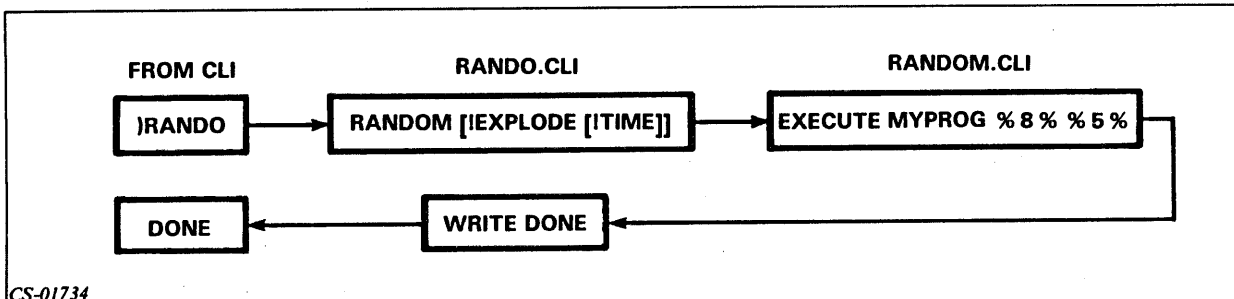 FROM CLI
RANDO.CLI
RANDOM.CLI
)RANDO
RANDOM [!EXPLODE [!TIME]]
EXECUTE MYPROG %8% %5%
DONE
WRITE DONE
CS-01734